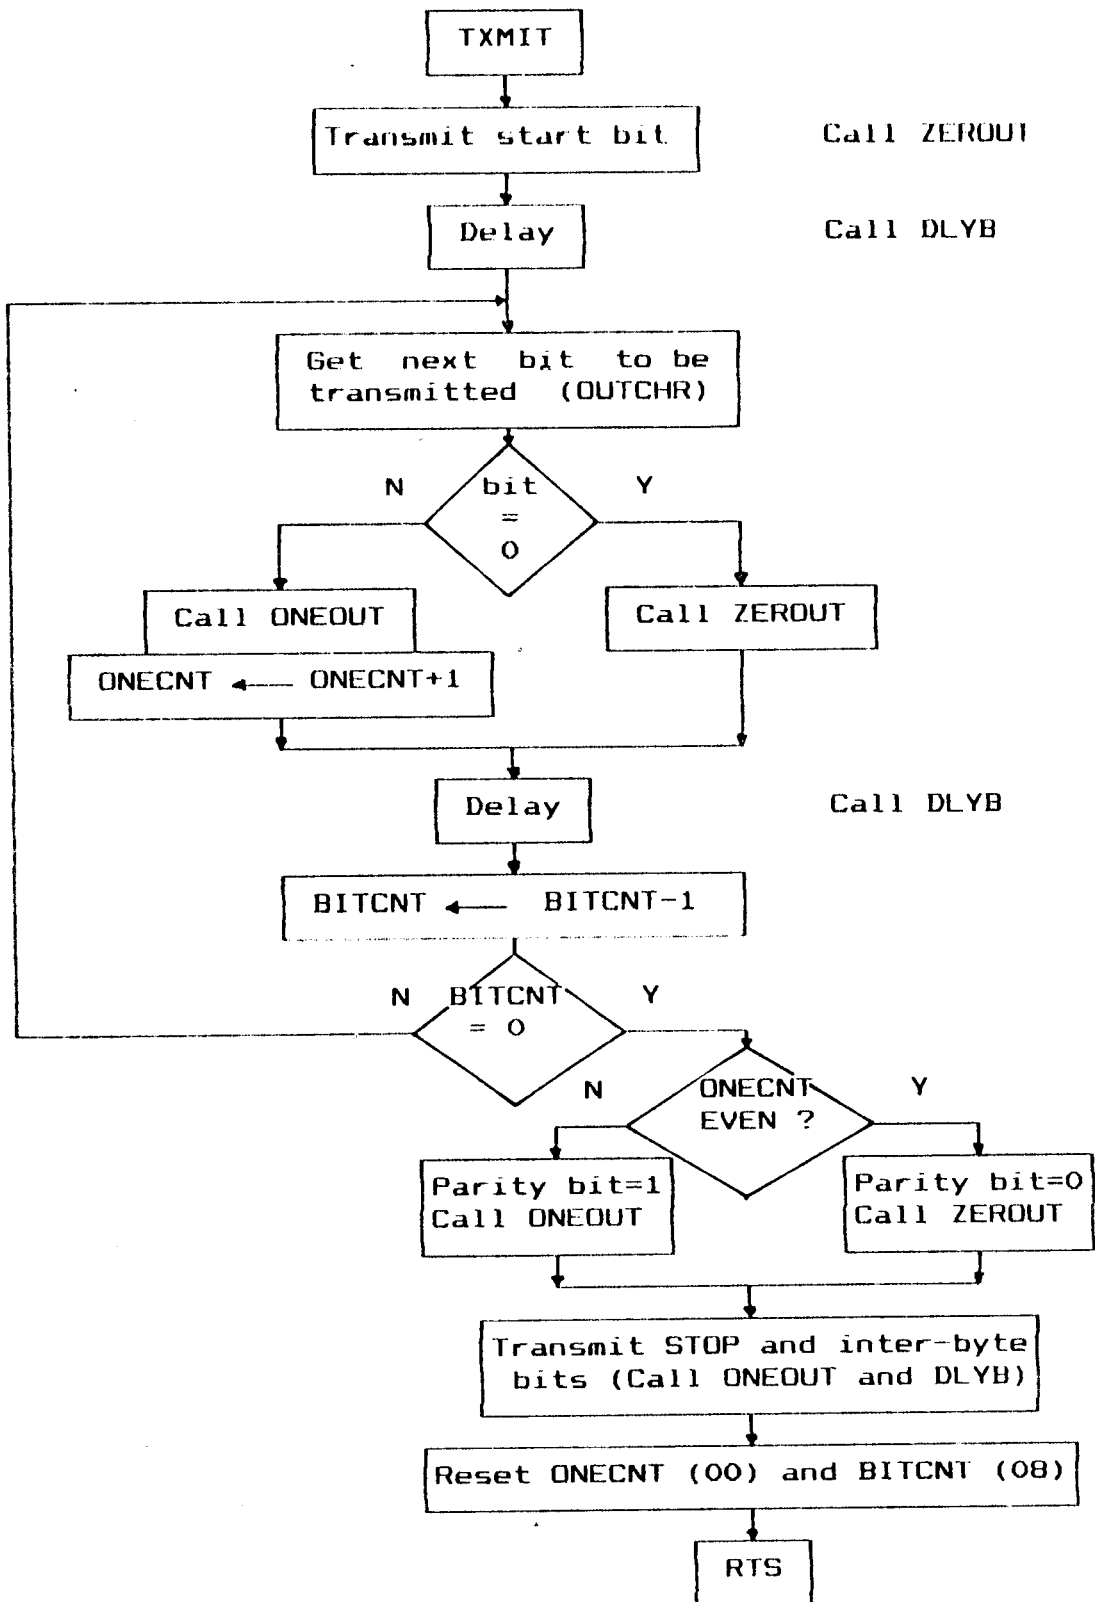 TXMIT
Transmit start bit
Call ZEROUT
Delay
Call DLYB
Get next bit to be
transmitted (OUTCHR)
N
bit
=
0
Y
Call ONEOUT
Call ZEROUT
ONECNT ← ONECNT+1
Delay
Call DLYB
BITCNT ← BITCNT-1
N
BITCNT
= 0
Y
N
ONECNT
EVEN ?
Y
Parity bit=1
Call ONEOUT
Parity bit=0
Call ZEROUT
Transmit STOP and inter-byte
bits (Call ONEOUT and DLYB)
Reset ONECNT (00) and BITCNT (08)
RTS